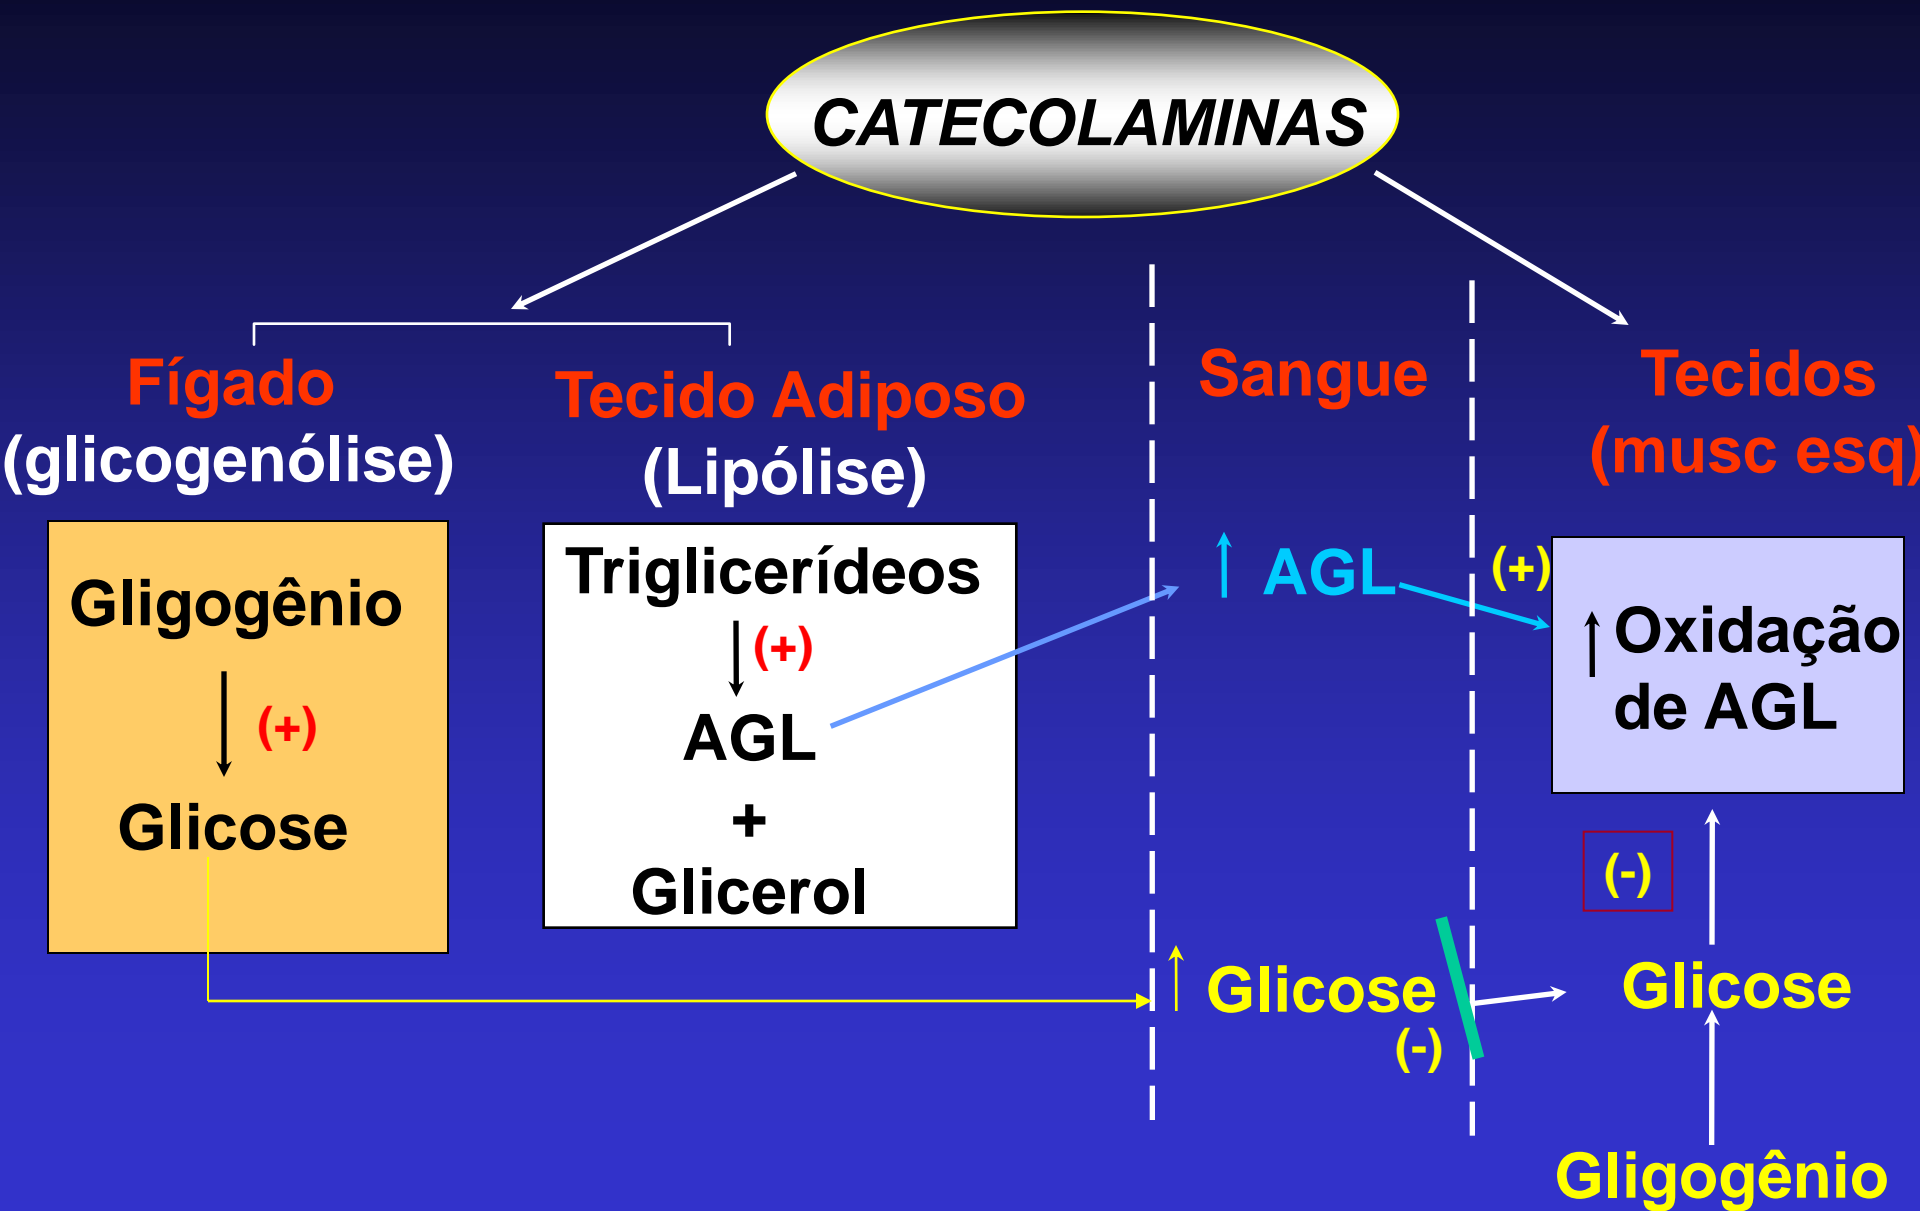 CATECOLAMINAS
Fígado
(glicogenólise)
Gligogênio
(+)
Glicose
Tecido Adiposo
(Lipólise)
Triglicerídeos
(+)
AGL
+
Glicerol
Sangue
AGL
Glicose
(-)
Tecidos
(musc esq)
(+)
Oxidação
de AGL
(-)
Glicose
Gligogênio